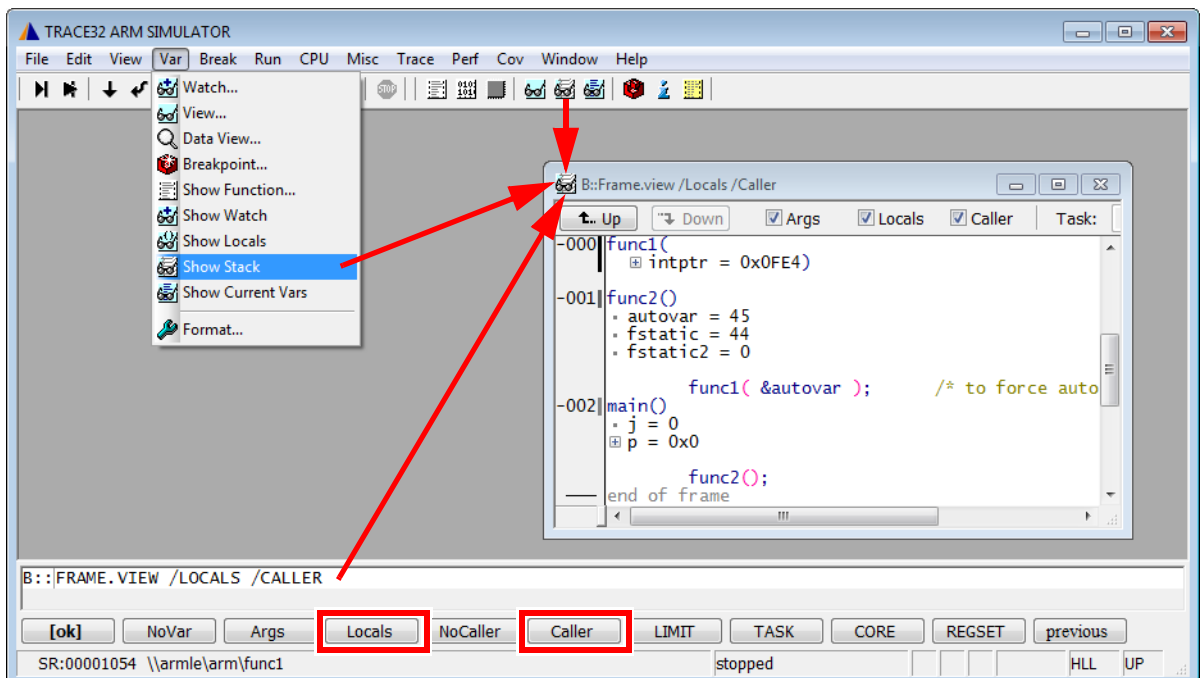 TRACE32 ARM SIMULATOR
File Edit View Var Break Run CPU Misc Trace Perf Cov Window Help
Watch...
View...
Data View...
Breakpoint...
Show Function...
Show Watch
Show Locals
Show Stack
Show Current Vars
Format...
STOP
B::Frame.view /Locals /Caller
Up Down Args Locals Caller Task:
-000 func1(
intptr = 0x0FE4)
-001 func2()
autovar = 45
fstatic = 44
fstatic2 = 0
func1( &autovar ); /* to force auto
-002 main()
j = 0
p = 0x0
func2();
end of frame
B::FRAME.VIEW /LOCALS /CALLER
[ok] NoVar Args Locals NoCaller Caller LIMIT TASK CORE REGSET previous
SR:00001054 \\armle\arm\func1 stopped HLL UP